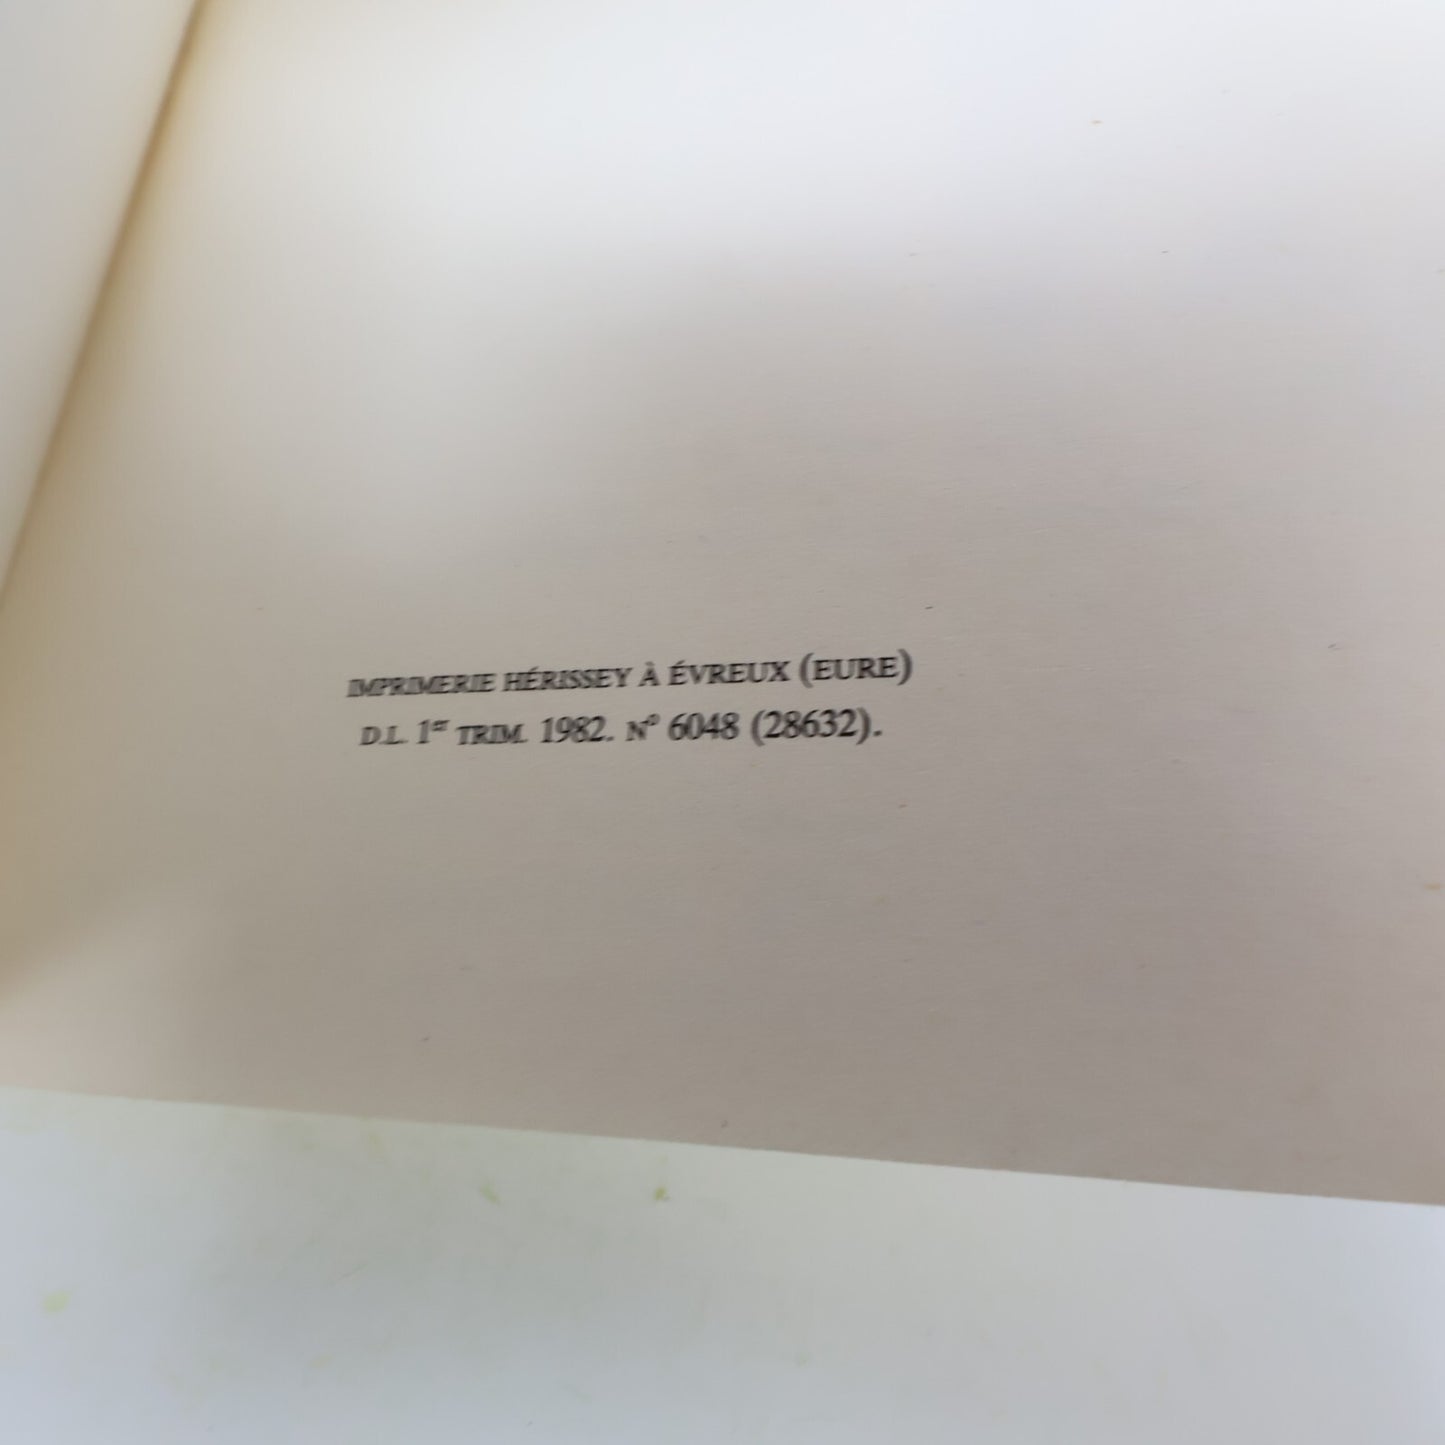 IMPRIMERIE HÉRISSEY À ÉVREUX (EURE)
D.L. 1er TRIM. 1982. N° 6048 (28632).